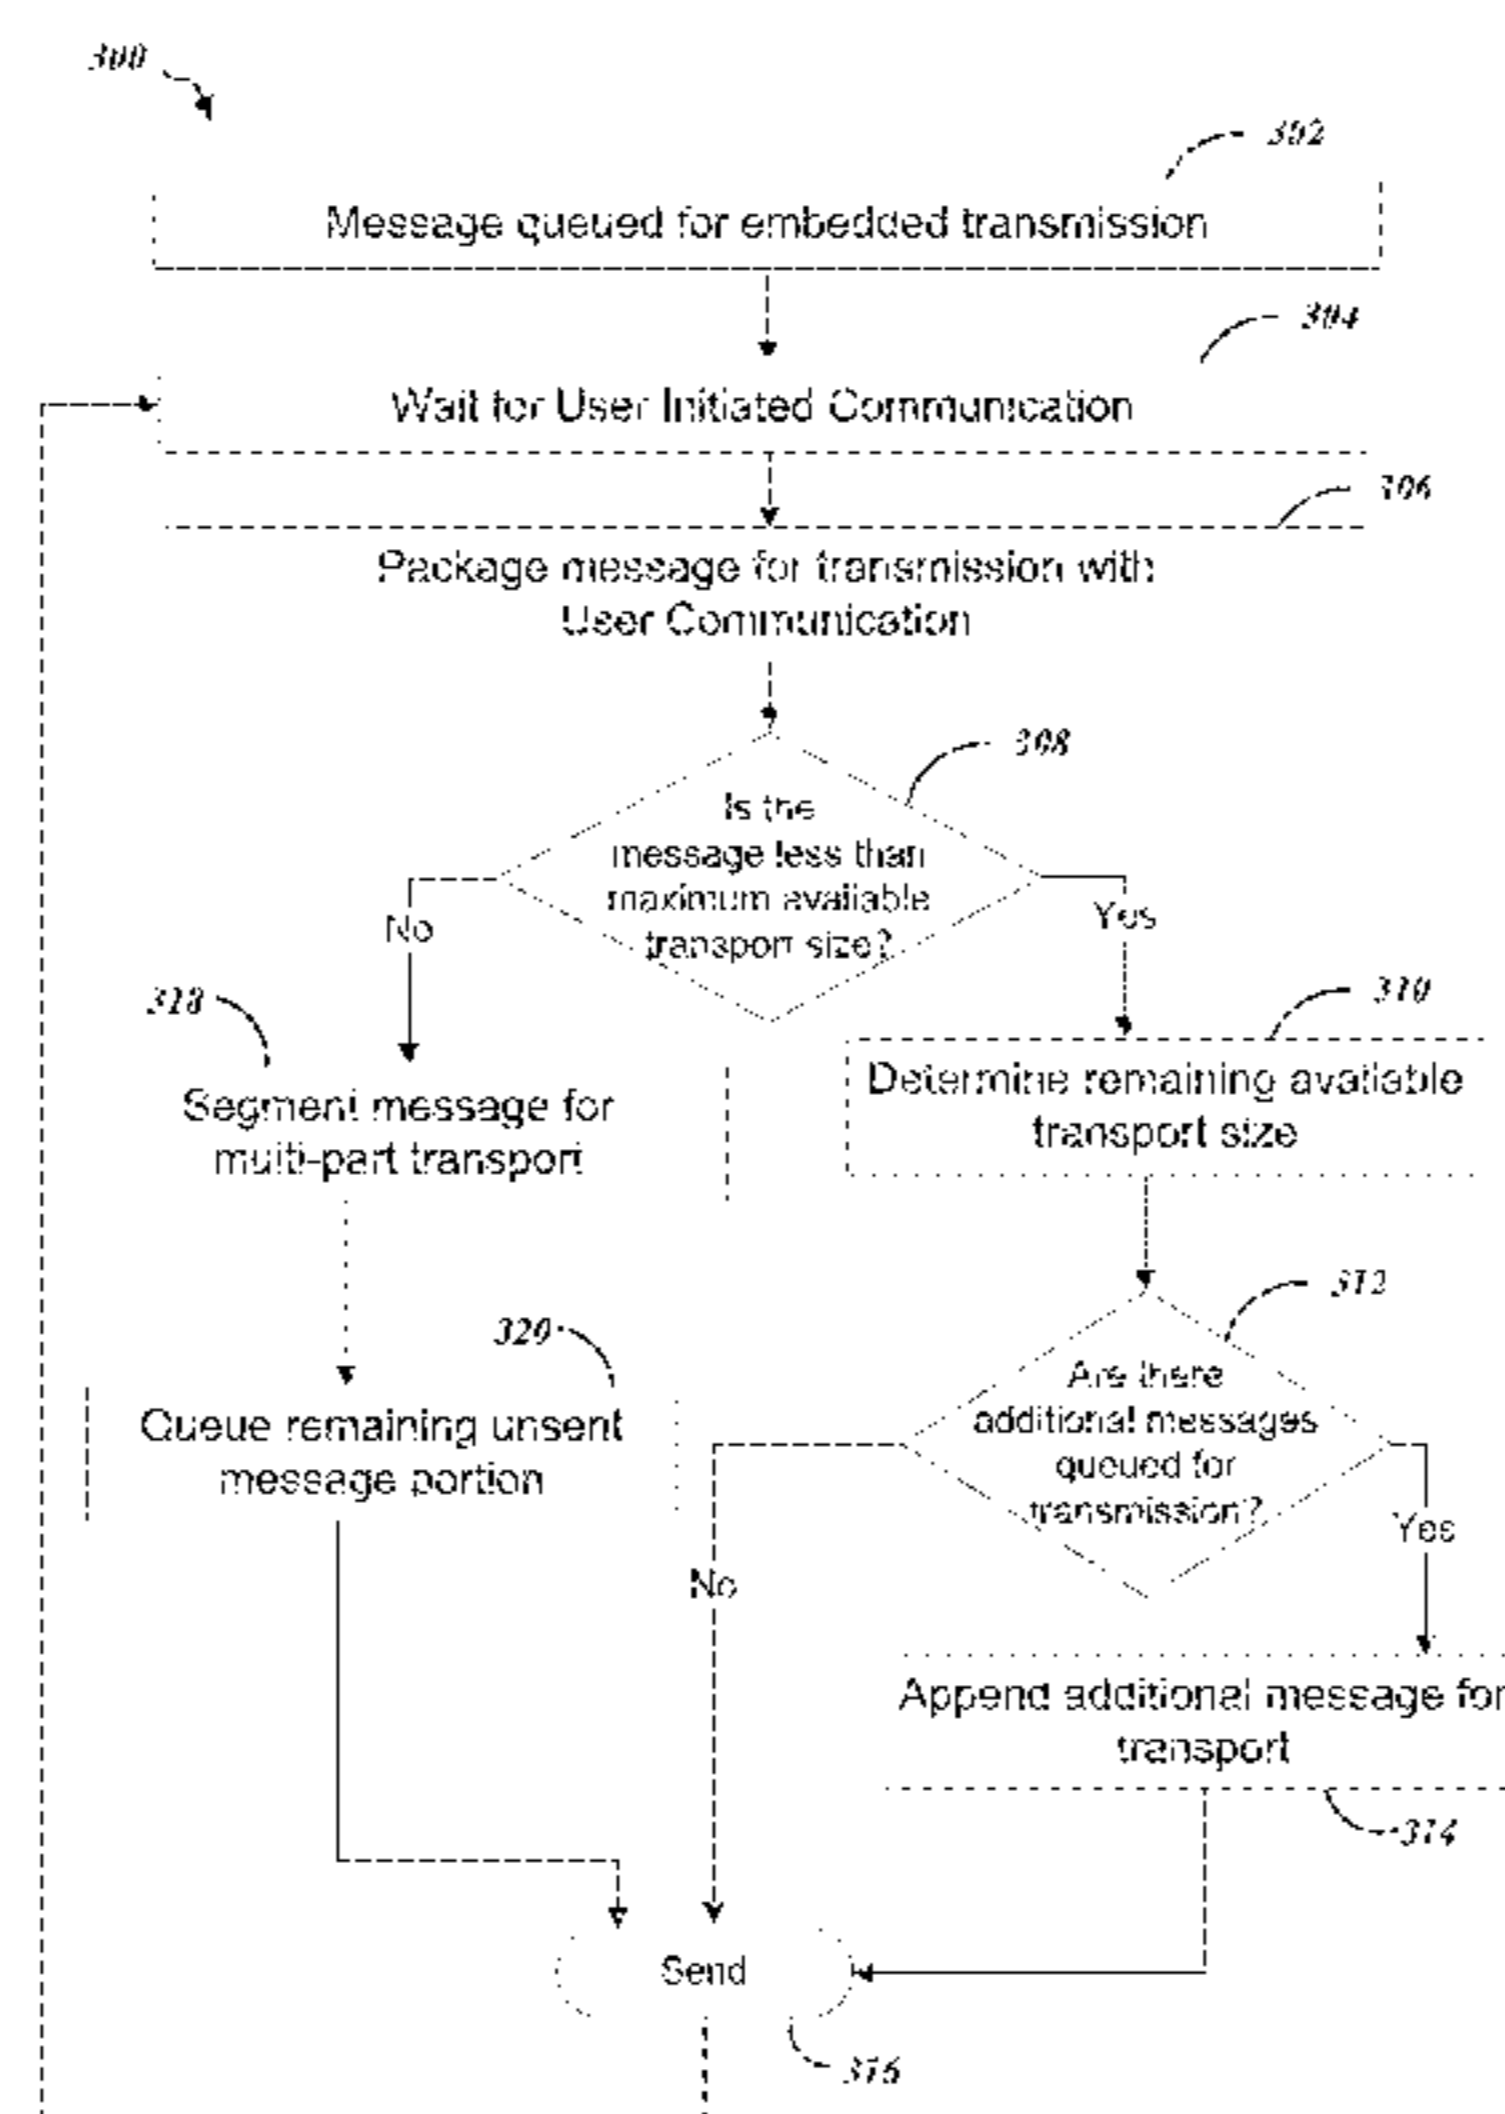 300
302
Message queued for embedded transmission
304
Wait for User Initiated Communication
306
Package message for transmission with
User Communication
308
Is the
message less than
maximum available
transport size?
No
Yes
318
Segment message for
multi-part transport
310
Determine remaining available
transport size
312
Are there
additional messages
queued for
transmission?
320
Queue remaining unsent
message portion
No
Yes
Append additional message for
transport
314
Send
316